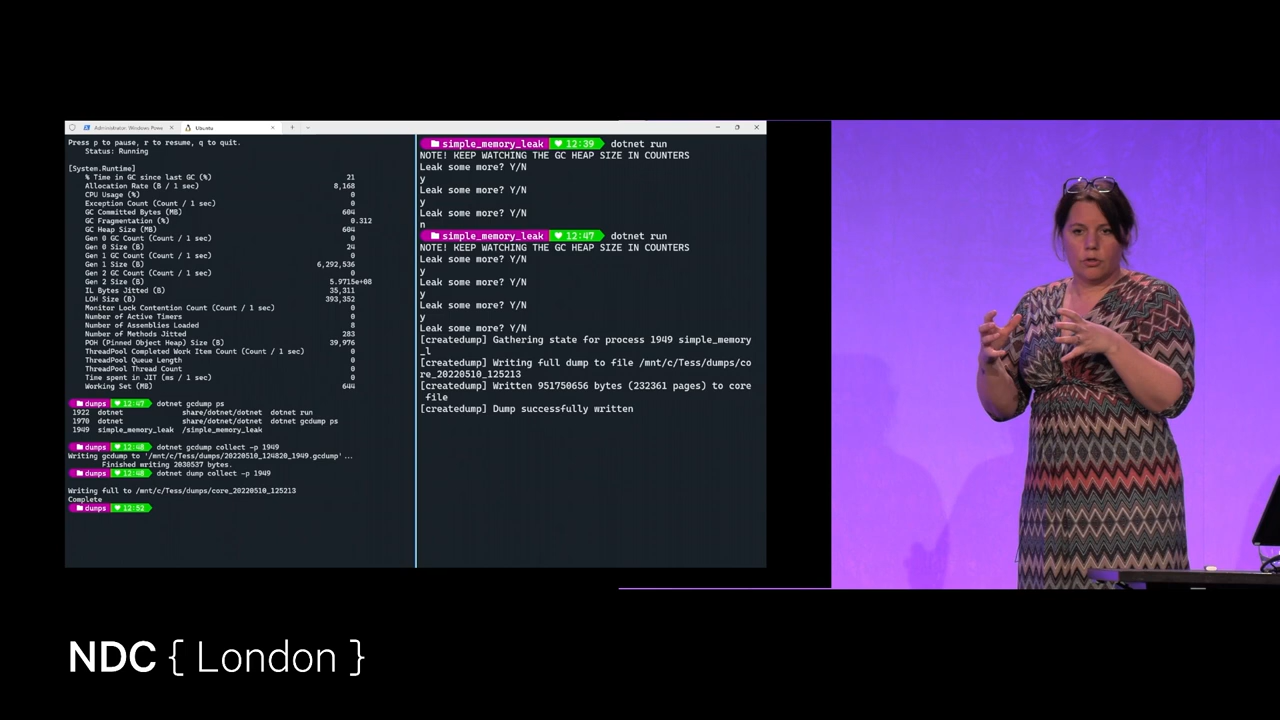 Administrator: Windows Powe
Ubuntu
Press p to pause, r to resume, q to quit.
Status: Running
[System.Runtime]
% Time in GC since last GC (%) 21
Allocation Rate (B / 1 sec) 8,168
CPU Usage (%) 0
Exception Count (Count / 1 sec) 0
GC Committed Bytes (MB) 604
GC Fragmentation (%) 0.312
GC Heap Size (MB) 604
Gen 0 GC Count (Count / 1 sec) 0
Gen 0 Size (B) 24
Gen 1 GC Count (Count / 1 sec) 0
Gen 1 Size (B) 6,292,536
Gen 2 GC Count (Count / 1 sec) 0
Gen 2 Size (B) 5.9715e+08
IL Bytes Jitted (B) 35,311
LOH Size (B) 393,352
Monitor Lock Contention Count (Count / 1 sec) 0
Number of Active Timers 0
Number of Assemblies Loaded 8
Number of Methods Jitted 283
POH (Pinned Object Heap) Size (B) 39,976
ThreadPool Completed Work Item Count (Count / 1 sec) 0
ThreadPool Queue Length 0
ThreadPool Thread Count 0
Time spent in JIT (ms / 1 sec) 0
Working Set (MB) 644
dumps 12:47 dotnet gcdump ps
1922 dotnet share/dotnet/dotnet dotnet run
1970 dotnet share/dotnet/dotnet dotnet gcdump ps
1949 simple_memory_leak /simple_memory_leak
dumps 12:48 dotnet gcdump collect -p 1949
Writing gcdump to '/mnt/c/Tess/dumps/20220510_124820_1949.gcdump'...
Finished writing 2030537 bytes.
dumps 12:48 dotnet dump collect -p 1949
Writing full to /mnt/c/Tess/dumps/core_20220510_125213
Complete
dumps 12:52
simple_memory_leak 12:39 dotnet run
NOTE! KEEP WATCHING THE GC HEAP SIZE IN COUNTERS
Leak some more? Y/N
y
Leak some more? Y/N
y
Leak some more? Y/N
n
simple_memory_leak 12:47 dotnet run
NOTE! KEEP WATCHING THE GC HEAP SIZE IN COUNTERS
Leak some more? Y/N
y
Leak some more? Y/N
y
Leak some more? Y/N
y
Leak some more? Y/N
[createdump] Gathering state for process 1949 simple_memory
_l
[createdump] Writing full dump to file /mnt/c/Tess/dumps/co
re_20220510_125213
[createdump] Written 951750656 bytes (232361 pages) to core
file
[createdump] Dump successfully written
NDC { London }